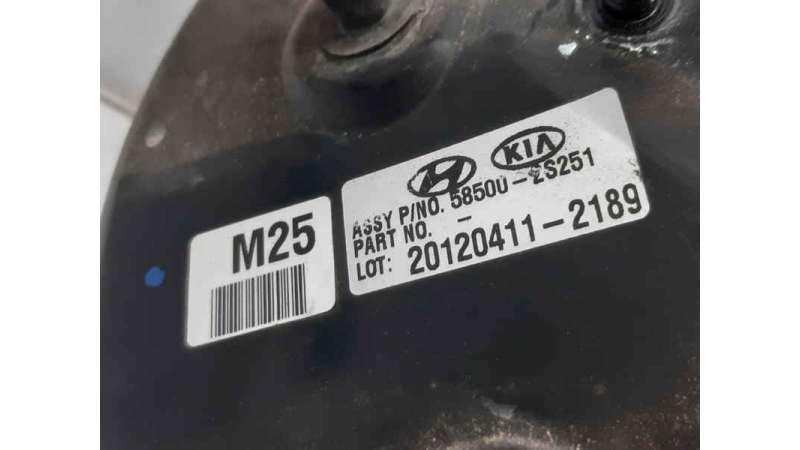 KIA
ASSY P/NO. 58500-2S251
PART NO. -
LOT: 20120411-2189
M25